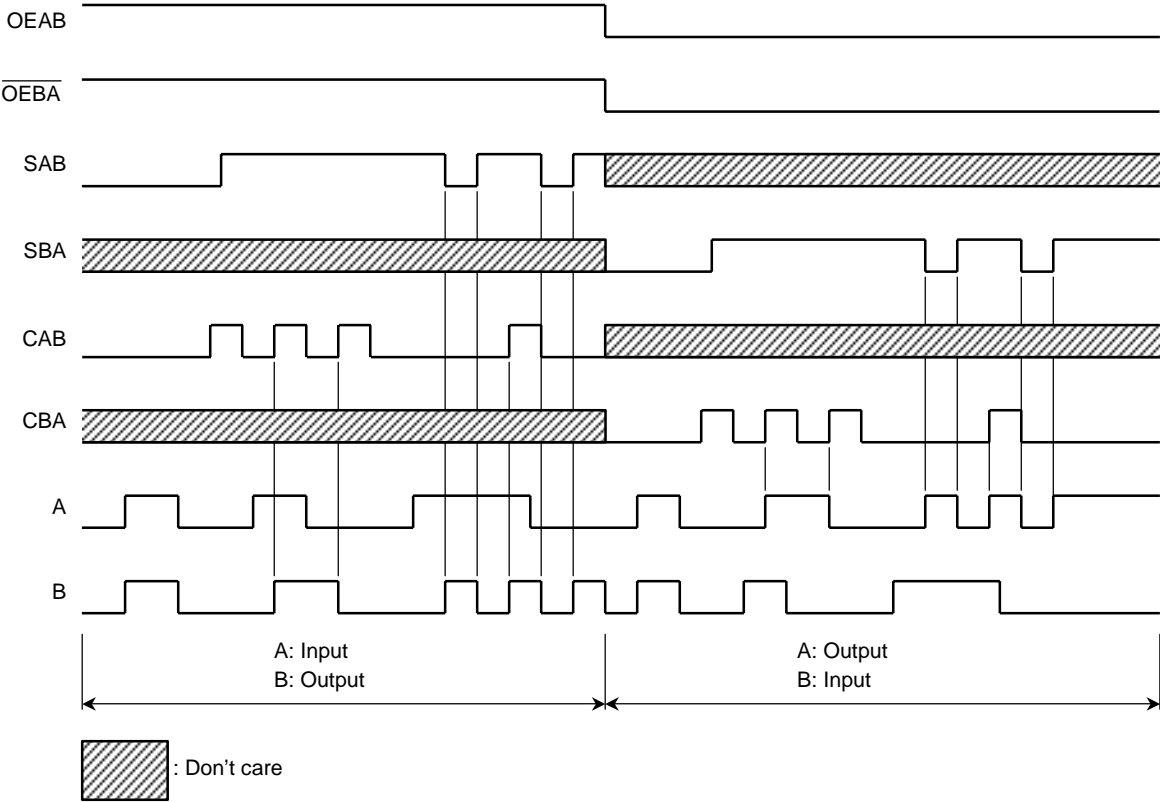 OEAB
OEBA
SAB
SBA
CAB
CBA
A
B
A: Input
B: Output
A: Output
B: Input
: Don't care